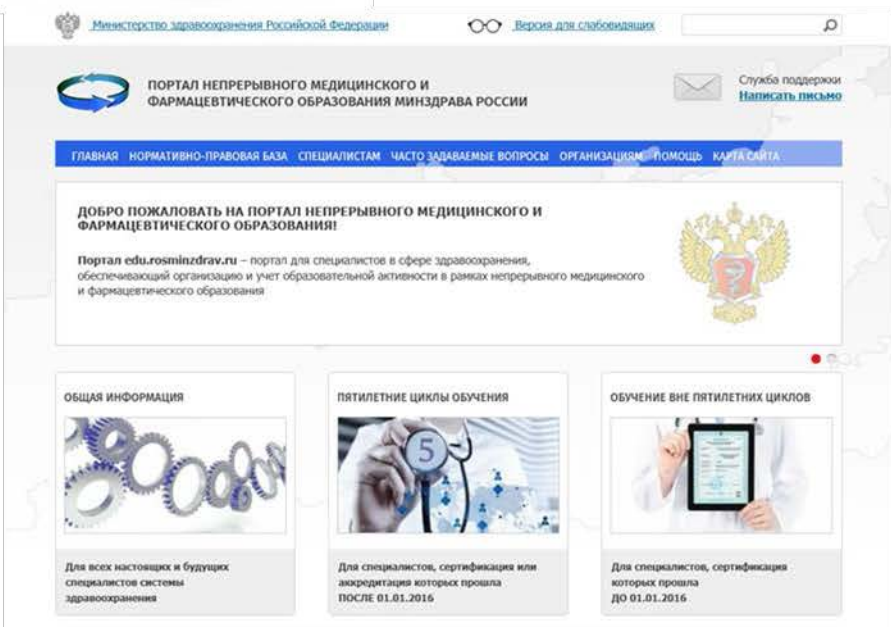 Министерство здравоохранения Российской Федерации
Версия для слабовидящих
ПОРТАЛ НЕПРЕРЫВНОГО МЕДИЦИНСКОГО И
ФАРМАЦЕВТИЧЕСКОГО ОБРАЗОВАНИЯ МИНЗДРАВА РОССИИ
Служба поддержки
Написать письмо
ГЛАВНАЯ НОРМАТИВНО-ПРАВОВАЯ БАЗА СПЕЦИАЛИСТАМ ЧАСТО ЗАДАВАЕМЫЕ ВОПРОСЫ ОРГАНИЗАЦИЯМ ПОМОЩЬ КАРТА САЙТА
ДОБРО ПОЖАЛОВАТЬ НА ПОРТАЛ НЕПРЕРЫВНОГО МЕДИЦИНСКОГО И
ФАРМАЦЕВТИЧЕСКОГО ОБРАЗОВАНИЯ!
Портал edu.rosminzdrav.ru – портал для специалистов в сфере здравоохранения,
обеспечивающий организацию и учет образовательной активности в рамках непрерывного медицинского
и фармацевтического образования
ОБЩАЯ ИНФОРМАЦИЯ
Для всех настоящих и будущих
специалистов системы
здравоохранения
ПЯТИЛЕТНИЕ ЦИКЛЫ ОБУЧЕНИЯ
5
Для специалистов, сертификация или
аккредитация которых прошла
ПОСЛЕ 01.01.2016
ОБУЧЕНИЕ ВНЕ ПЯТИЛЕТНИХ ЦИКЛОВ
Для специалистов, сертификация
которых прошла
ДО 01.01.2016